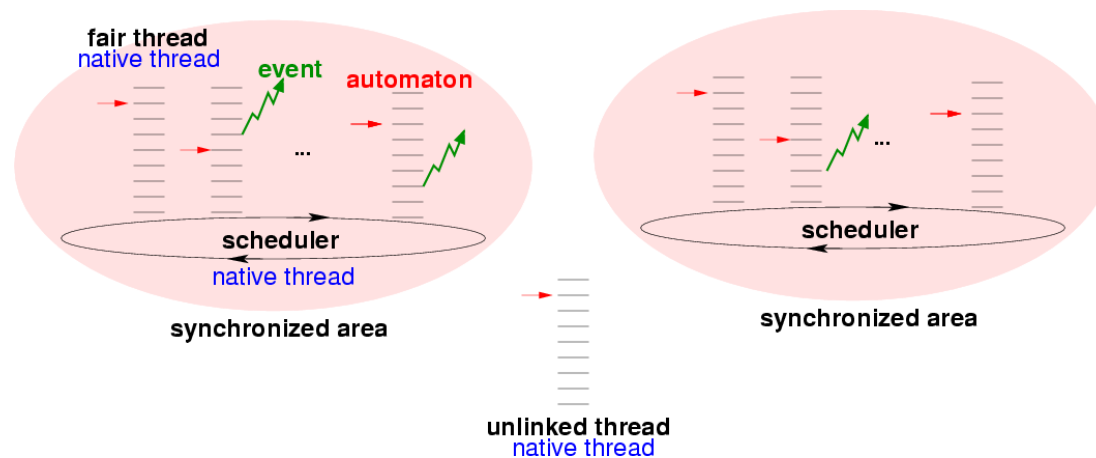 fair thread
native thread
event
automaton
...
scheduler
native thread
synchronized area
...
scheduler
synchronized area
unlinked thread
native thread